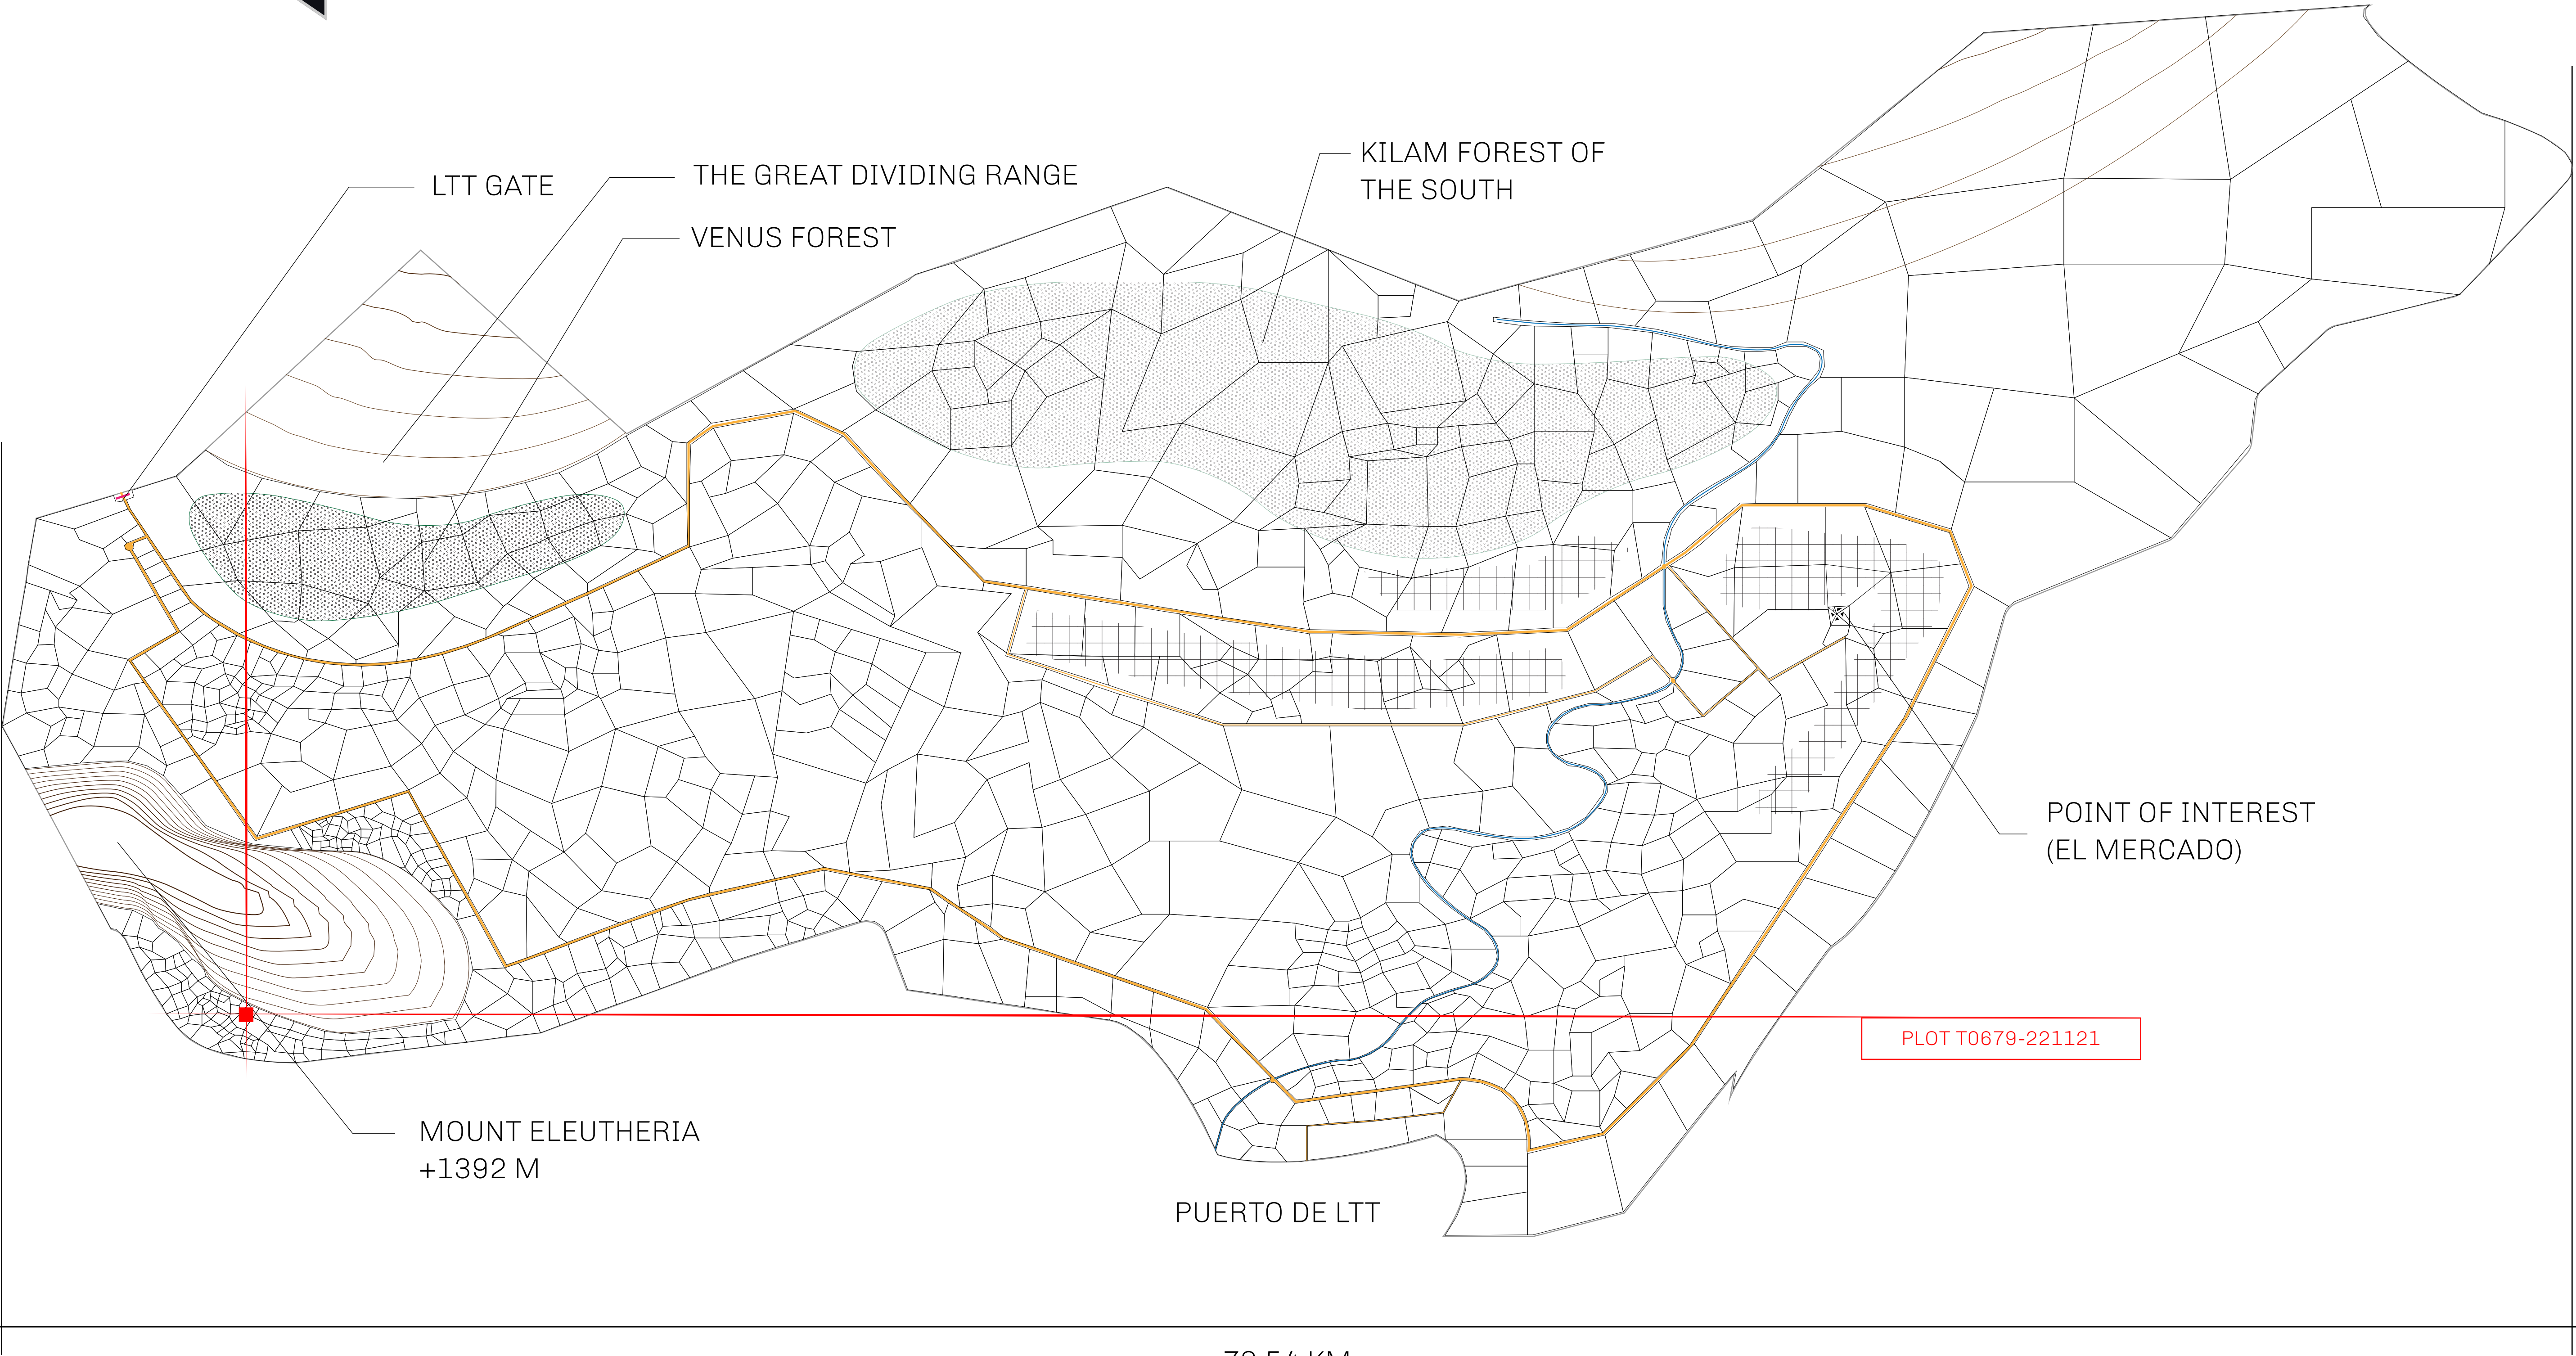 KILAM FOREST OF
THE SOUTH
LTT GATE
THE GREAT DIVIDING RANGE
VENUS FOREST
POINT OF INTEREST
(EL MERCADO)
PLOT T0679-221121
MOUNT ELEUTHERIA
+1392 M
PUERTO DE LTT
KM